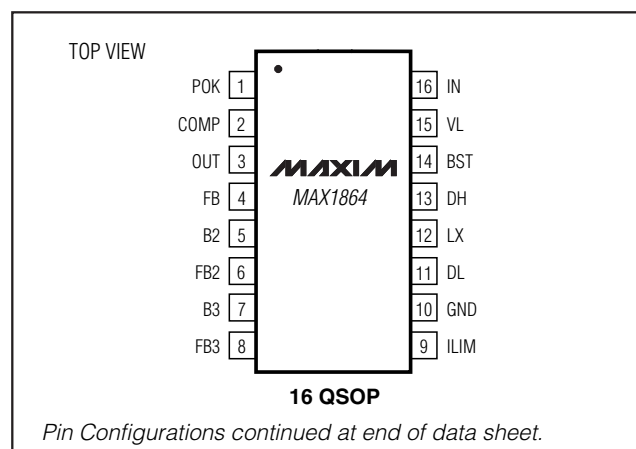 TOP VIEW
POK 1 16 IN
COMP 2 15 VL
OUT 3 MAXIM 14 BST
FB 4 MAX1864 13 DH
B2 5 12 LX
FB2 6 11 DL
B3 7 10 GND
FB3 8 9 ILIM
16 QSOP
Pin Configurations continued at end of data sheet.